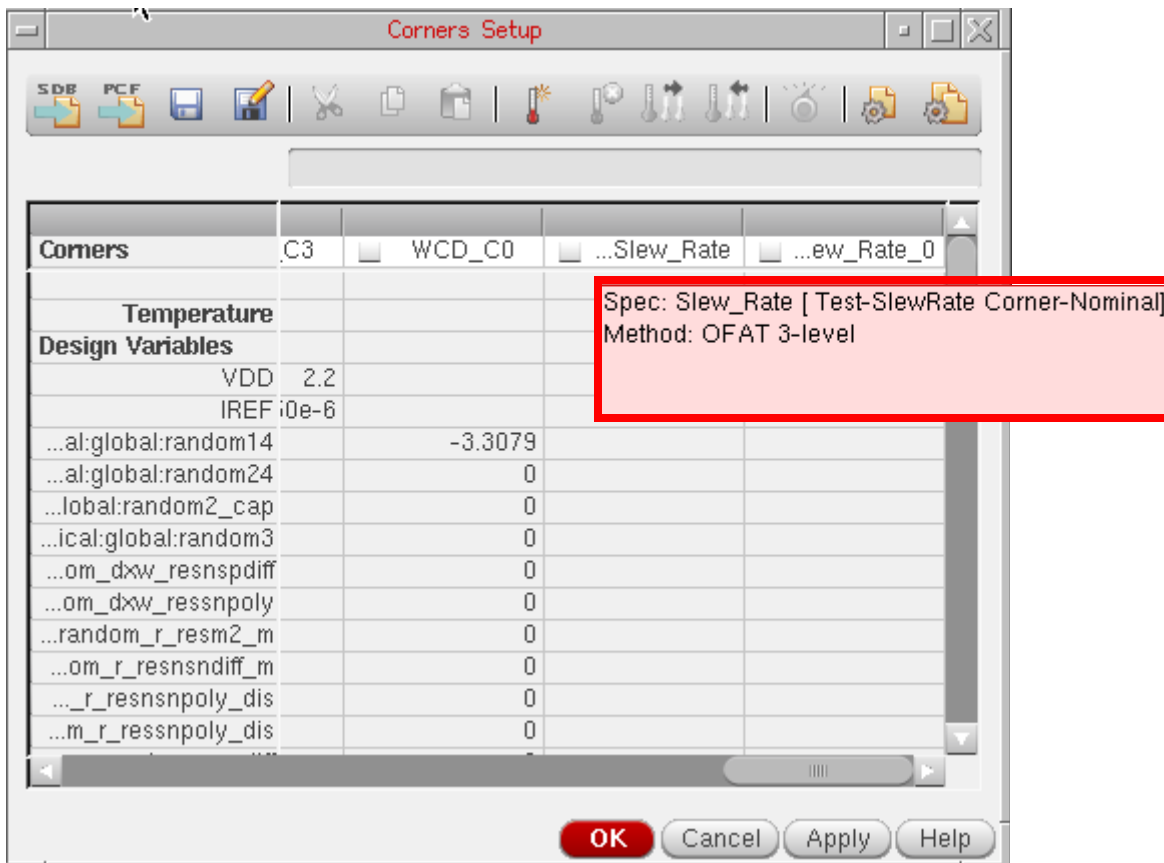 Corners Setup
SDB PCF
Corners _C3 WCD_C0 ...Slew_Rate ...ew_Rate_0
Spec: Slew_Rate [ Test-SlewRate Corner-Nominal]
Temperature
Method: OFAT 3-level
Design Variables
VDD 2.2
IREF 0e-6
...al:global:random14 -3.3079
...al:global:random24 0
...lobal:random2_cap 0
...ical:global:random3 0
...om_dxw_resnspdiff 0
...om_dxw_ressnpoly 0
...random_r_resm2_m 0
...om_r_resnsndiff_m 0
..._r_resnsnpoly_dis 0
...m_r_ressnpoly_dis 0
OK Cancel Apply Help